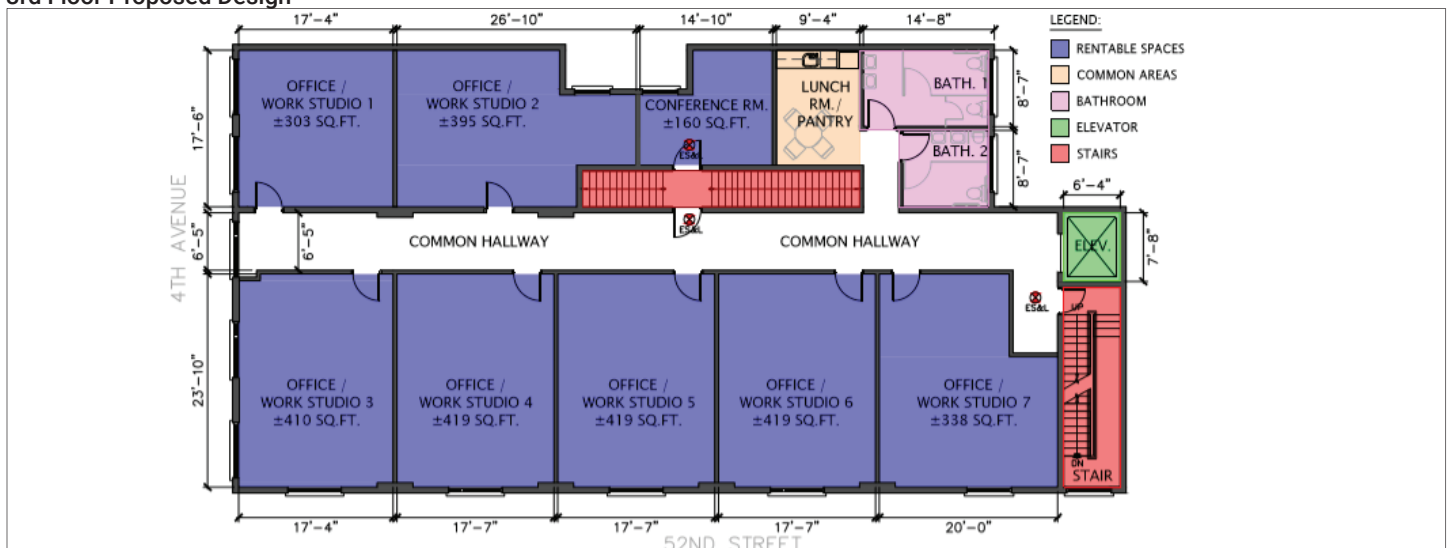 3rd Floor Proposed Design
17'-4"
26'-10"
14'-10"
9'-4"
14'-8"
LEGEND:
RENTABLE SPACES
COMMON AREAS
BATHROOM
ELEVATOR
STAIRS
OFFICE /
WORK STUDIO 1
±303 SQ.FT.
OFFICE /
WORK STUDIO 2
±395 SQ.FT.
CONFERENCE RM.
±160 SQ.FT.
LUNCH
RM./
PANTRY
BATH. 1
BATH. 2
8'-7"
8'-7"
17'-6"
ES&L
6'-4"
4TH AVENUE
6'-5"
6'-5"
COMMON HALLWAY
ES&L
COMMON HALLWAY
ELEV.
7'-8"
ES&L
UP
23'-10"
OFFICE /
WORK STUDIO 3
±410 SQ.FT.
OFFICE /
WORK STUDIO 4
±419 SQ.FT.
OFFICE /
WORK STUDIO 5
±419 SQ.FT.
OFFICE /
WORK STUDIO 6
±419 SQ.FT.
OFFICE /
WORK STUDIO 7
±338 SQ.FT.
DN
STAIR
17'-4"
17'-7"
17'-7"
17'-7"
20'-0"
52ND STREET